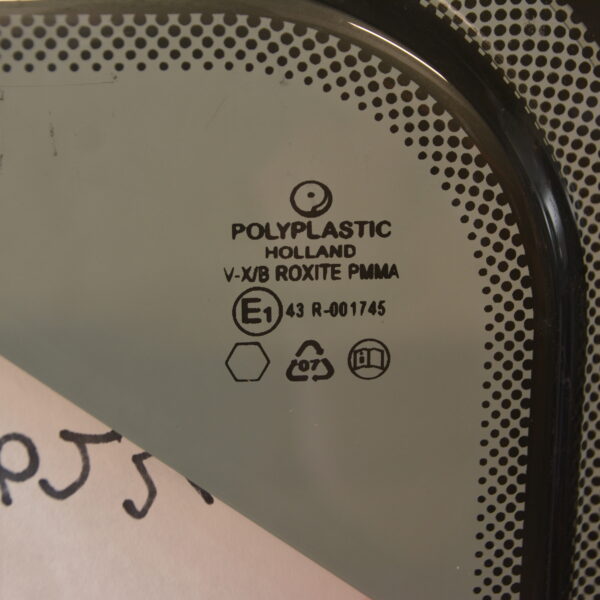 POLYPLASTIC
HOLLAND
V-X/B ROXITE PMMA
E1 43 R-001745
07 i